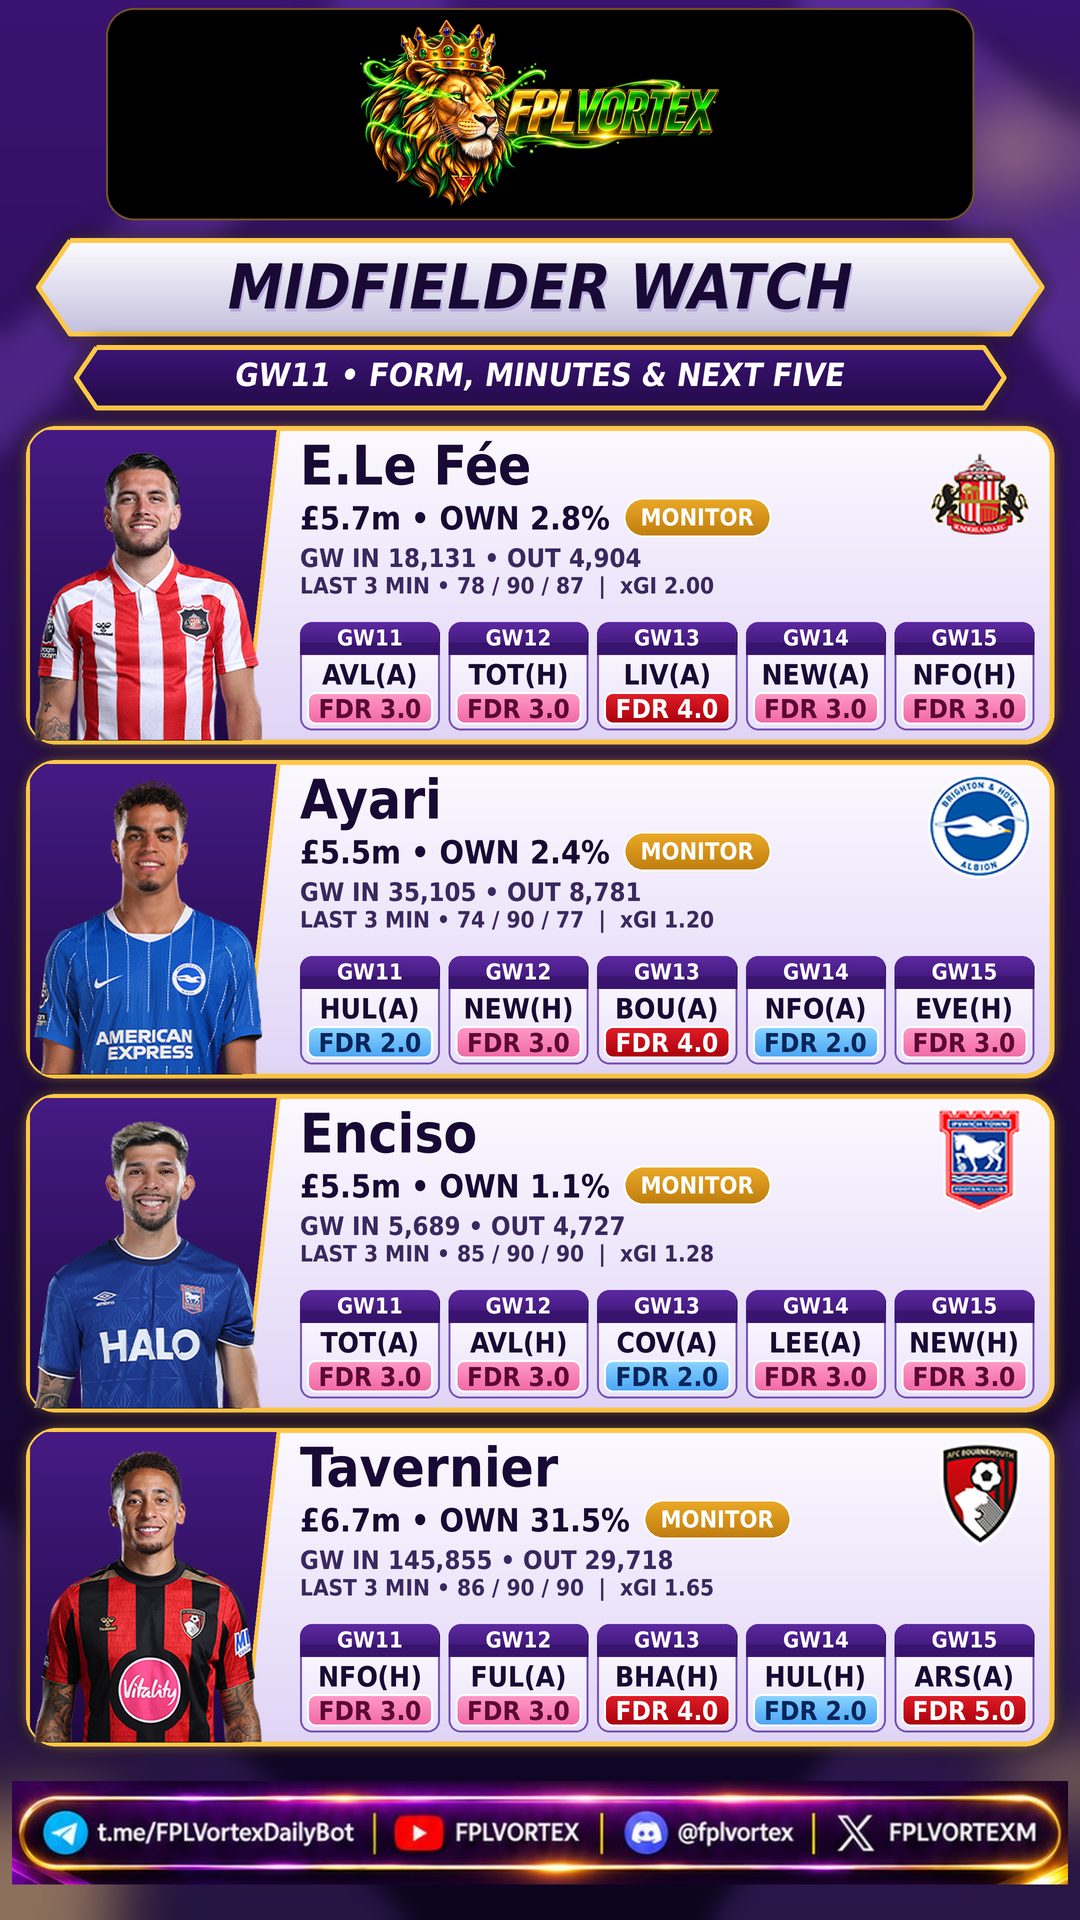 FPLVORTEX
MIDFIELDER WATCH
GW11 • FORM, MINUTES & NEXT FIVE
E.Le Fée
£5.7m • OWN 2.8% MONITOR
GW IN 18,131 • OUT 4,904
LAST 3 MIN • 78 / 90 / 87 | xGI 2.00
GW11 GW12 GW13 GW14 GW15
AVL(A) TOT(H) LIV(A) NEW(A) NFO(H)
FDR 3.0 FDR 3.0 FDR 4.0 FDR 3.0 FDR 3.0
Ayari
£5.5m • OWN 2.4% MONITOR
BRIGHTON & HOVE
ALBION
GW IN 35,105 • OUT 8,781
LAST 3 MIN • 74 / 90 / 77 | xGI 1.20
AMERICAN
EXPRESS
GW11 GW12 GW13 GW14 GW15
HUL(A) NEW(H) BOU(A) NFO(A) EVE(H)
FDR 2.0 FDR 3.0 FDR 4.0 FDR 2.0 FDR 3.0
Enciso
IPSWICH TOWN
FOOTBALL CLUB
£5.5m • OWN 1.1% MONITOR
GW IN 5,689 • OUT 4,727
LAST 3 MIN • 85 / 90 / 90 | xGI 1.28
HALO
GW11 GW12 GW13 GW14 GW15
TOT(A) AVL(H) COV(A) LEE(A) NEW(H)
FDR 3.0 FDR 3.0 FDR 2.0 FDR 3.0 FDR 3.0
Tavernier
AFC BOURNEMOUTH
£6.7m • OWN 31.5% MONITOR
GW IN 145,855 • OUT 29,718
LAST 3 MIN • 86 / 90 / 90 | xGI 1.65
Vitality
GW11 GW12 GW13 GW14 GW15
NFO(H) FUL(A) BHA(H) HUL(H) ARS(A)
FDR 3.0 FDR 3.0 FDR 4.0 FDR 2.0 FDR 5.0
t.me/FPLVortexDailyBot | FPLVORTEX | @fplvortex | FPLVORTEXM